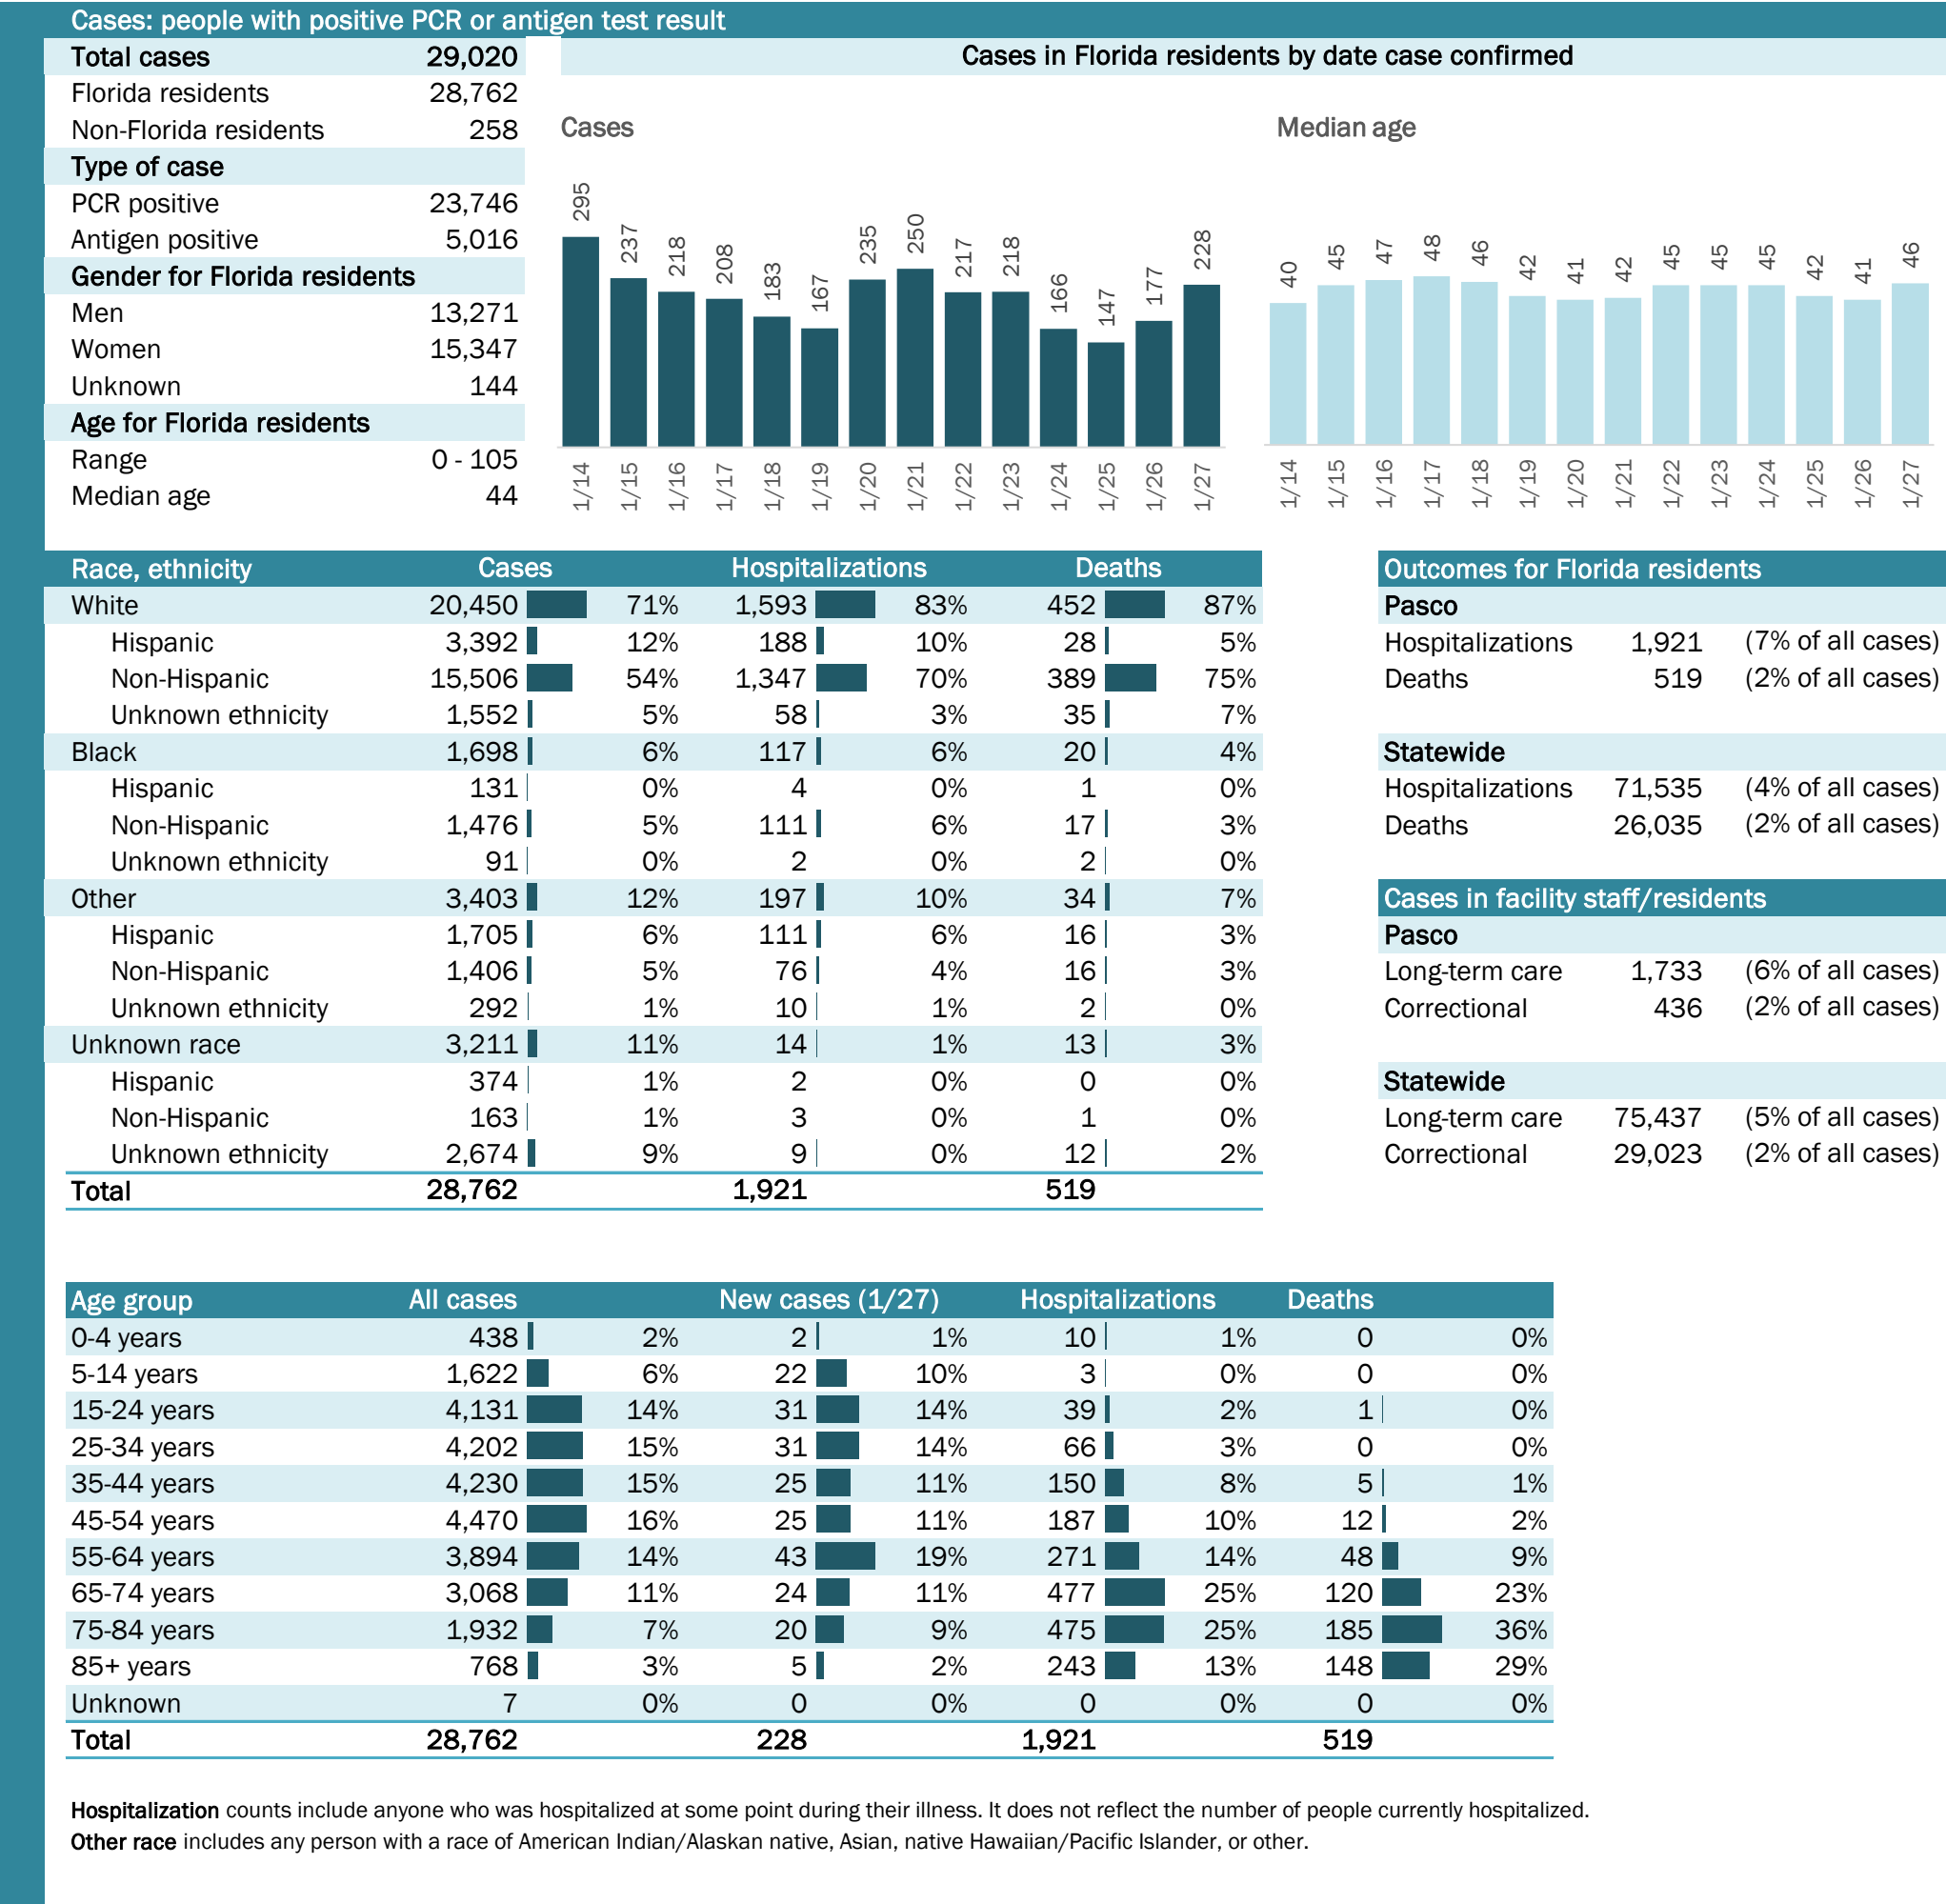 Cases: people with positive PCR or antigen test result
Total cases 29,020
Florida residents 28,762
Non-Florida residents 258
Type of case
PCR positive 23,746
Antigen positive 5,016
Gender for Florida residents
Men 13,271
Women 15,347
Unknown 144
Age for Florida residents
Range 0 - 105
Median age 44
Cases in Florida residents by date case confirmed
Cases
295 237 218 208 183 167 235 250 217 218 166 147 177 228
1/14 1/15 1/16 1/17 1/18 1/19 1/20 1/21 1/22 1/23 1/24 1/25 1/26 1/27
Median age
40 45 47 48 46 42 41 42 45 45 45 42 41 46
1/14 1/15 1/16 1/17 1/18 1/19 1/20 1/21 1/22 1/23 1/24 1/25 1/26 1/27
Race, ethnicity Cases Hospitalizations Deaths
White 20,450 71% 1,593 83% 452 87%
Hispanic 3,392 12% 188 10% 28 5%
Non-Hispanic 15,506 54% 1,347 70% 389 75%
Unknown ethnicity 1,552 5% 58 3% 35 7%
Black 1,698 6% 117 6% 20 4%
Hispanic 131 0% 4 0% 1 0%
Non-Hispanic 1,476 5% 111 6% 17 3%
Unknown ethnicity 91 0% 2 0% 2 0%
Other 3,403 12% 197 10% 34 7%
Hispanic 1,705 6% 111 6% 16 3%
Non-Hispanic 1,406 5% 76 4% 16 3%
Unknown ethnicity 292 1% 10 1% 2 0%
Unknown race 3,211 11% 14 1% 13 3%
Hispanic 374 1% 2 0% 0 0%
Non-Hispanic 163 1% 3 0% 1 0%
Unknown ethnicity 2,674 9% 9 0% 12 2%
Total 28,762 1,921 519
Outcomes for Florida residents
Pasco
Hospitalizations 1,921 (7% of all cases)
Deaths 519 (2% of all cases)
Statewide
Hospitalizations 71,535 (4% of all cases)
Deaths 26,035 (2% of all cases)
Cases in facility staff/residents
Pasco
Long-term care 1,733 (6% of all cases)
Correctional 436 (2% of all cases)
Statewide
Long-term care 75,437 (5% of all cases)
Correctional 29,023 (2% of all cases)
Age group All cases New cases (1/27) Hospitalizations Deaths
0-4 years 438 2% 2 1% 10 1% 0 0%
5-14 years 1,622 6% 22 10% 3 0% 0 0%
15-24 years 4,131 14% 31 14% 39 2% 1 0%
25-34 years 4,202 15% 31 14% 66 3% 0 0%
35-44 years 4,230 15% 25 11% 150 8% 5 1%
45-54 years 4,470 16% 25 11% 187 10% 12 2%
55-64 years 3,894 14% 43 19% 271 14% 48 9%
65-74 years 3,068 11% 24 11% 477 25% 120 23%
75-84 years 1,932 7% 20 9% 475 25% 185 36%
85+ years 768 3% 5 2% 243 13% 148 29%
Unknown 7 0% 0 0% 0 0% 0 0%
Total 28,762 228 1,921 519
Hospitalization counts include anyone who was hospitalized at some point during their illness. It does not reflect the number of people currently hospitalized.
Other race includes any person with a race of American Indian/Alaskan native, Asian, native Hawaiian/Pacific Islander, or other.